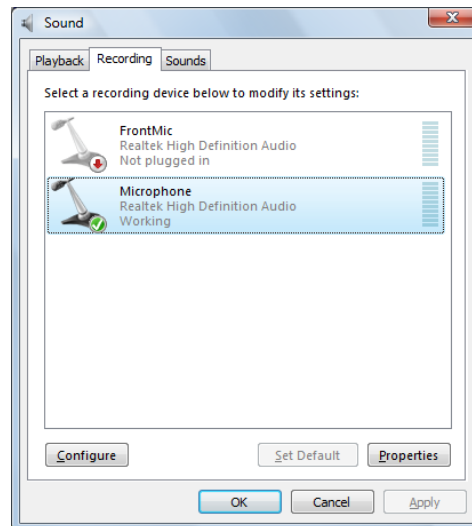 Sound
Playback Recording Sounds
Select a recording device below to modify its settings:
FrontMic
Realtek High Definition Audio
Not plugged in
Microphone
Realtek High Definition Audio
Working
Configure Set Default Properties
OK Cancel Apply